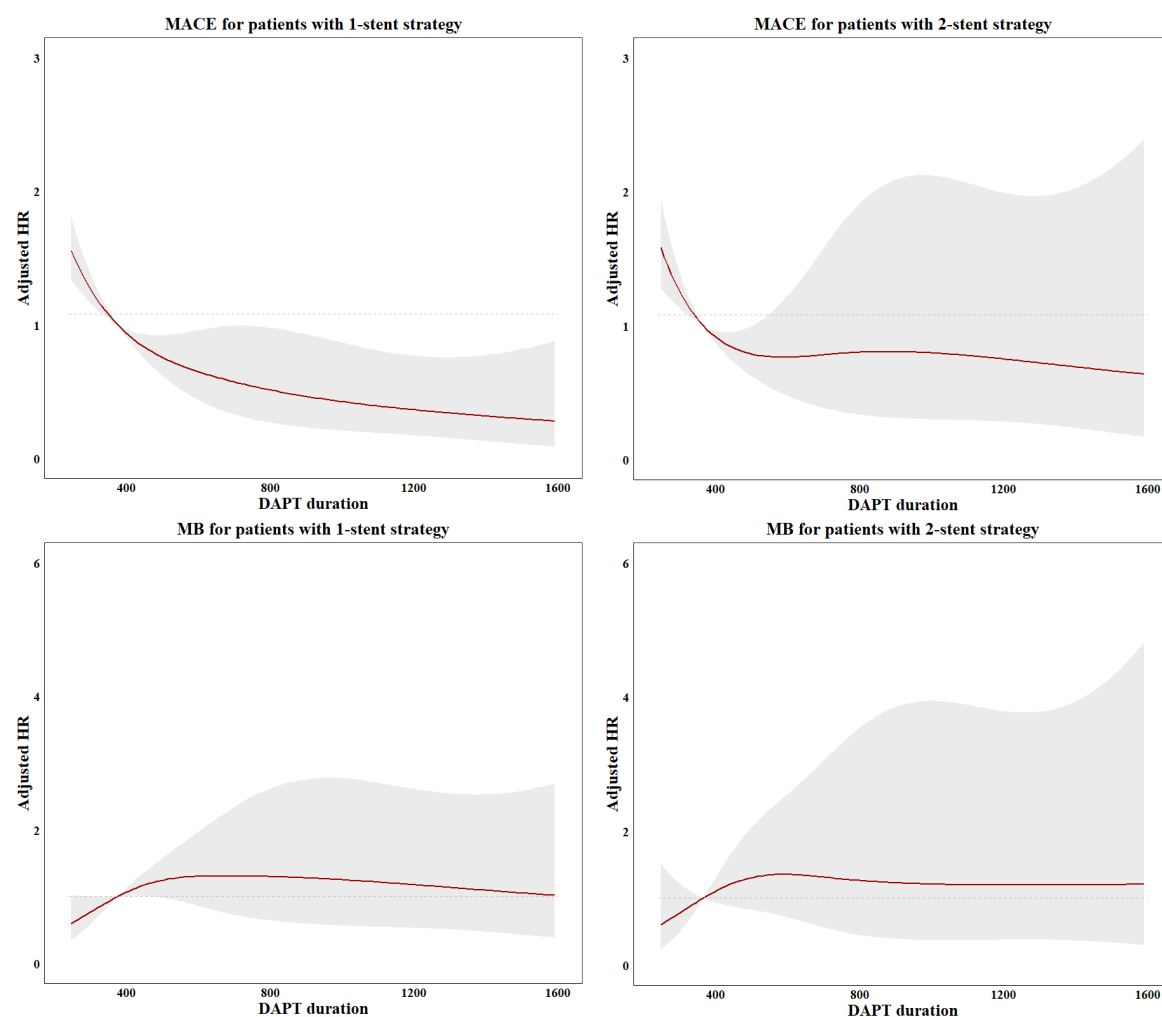 MACE for patients with 1-stent strategy
3
2
1
0
Adjusted HR
400 800 1200 1600
DAPT duration
MACE for patients with 2-stent strategy
3
2
1
0
Adjusted HR
400 800 1200 1600
DAPT duration
MB for patients with 1-stent strategy
6
4
2
0
Adjusted HR
400 800 1200 1600
DAPT duration
MB for patients with 2-stent strategy
6
4
2
0
Adjusted HR
400 800 1200 1600
DAPT duration